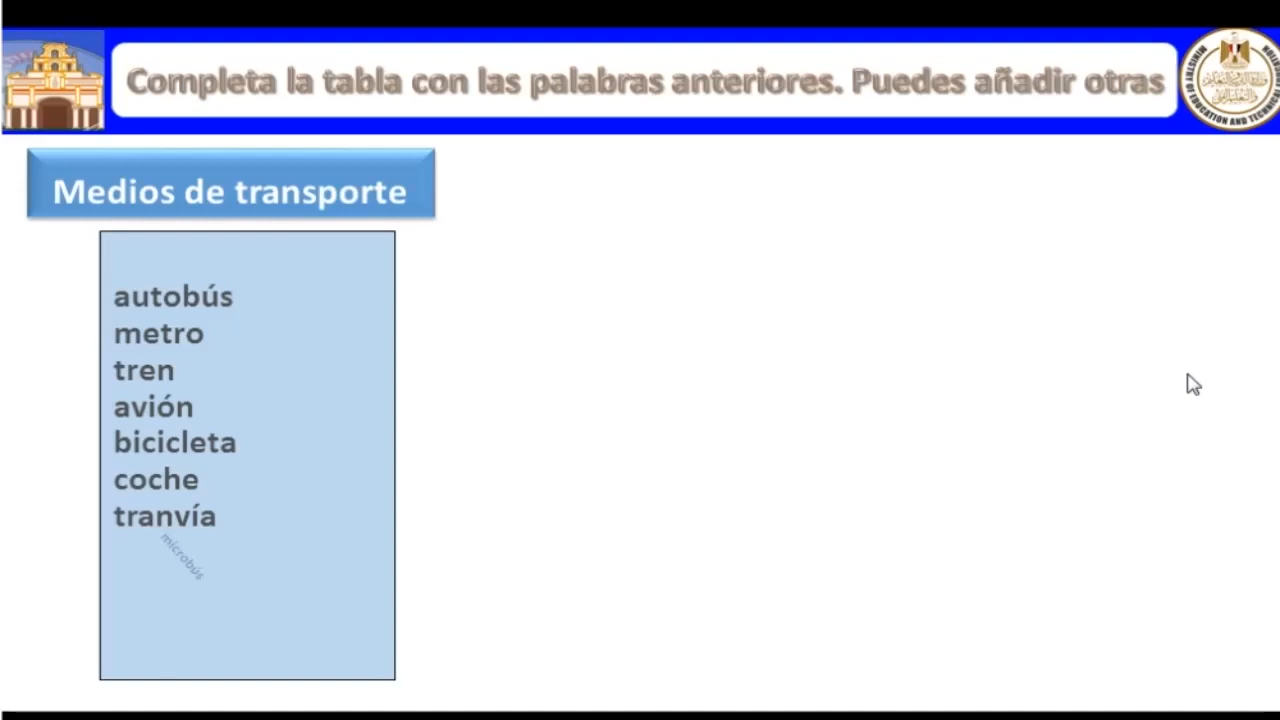 Completa la tabla con las palabras anteriores. Puedes añadir otras
Medios de transporte
autobús
metro
tren
avión
bicicleta
coche
tranvía
microbús